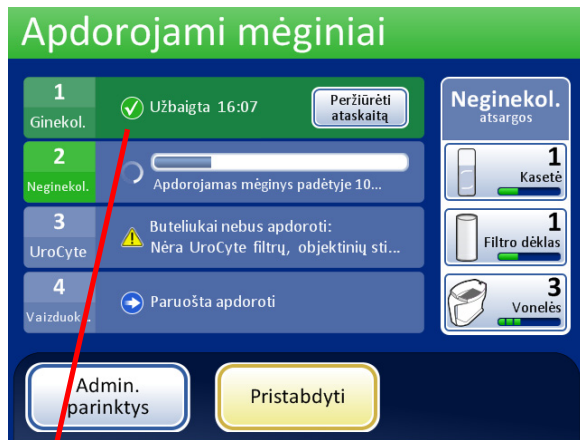 Apdorojami mėginiai
1
Ginekol.
Užbaigta 16:07
Peržiūrėti
ataskaitą
2
Neginekol.
Apdorojamas mėginys padėtyje 10...
3
UroCyte
Buteliukai nebus apdoroti:
Nėra UroCyte filtrų, objektinių sti...
4
Paruošta apdoroti
Neginekol.
atsargos
1
Kasetė
1
Filtro dėklas
3
Vonelės
Admin.
parinktys
Pristabdyti